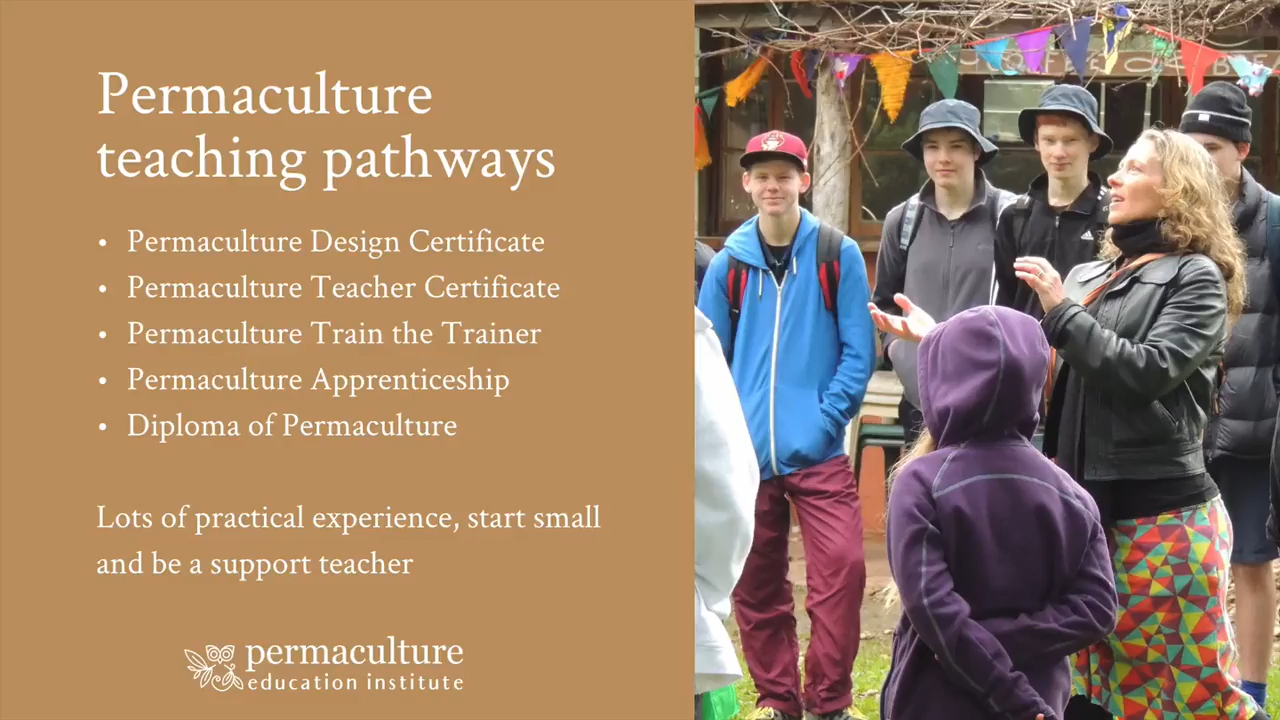 Permaculture
teaching pathways
• Permaculture Design Certificate
• Permaculture Teacher Certificate
• Permaculture Train the Trainer
• Permaculture Apprenticeship
• Diploma of Permaculture
Lots of practical experience, start small
and be a support teacher
permaculture
education institute
adidas